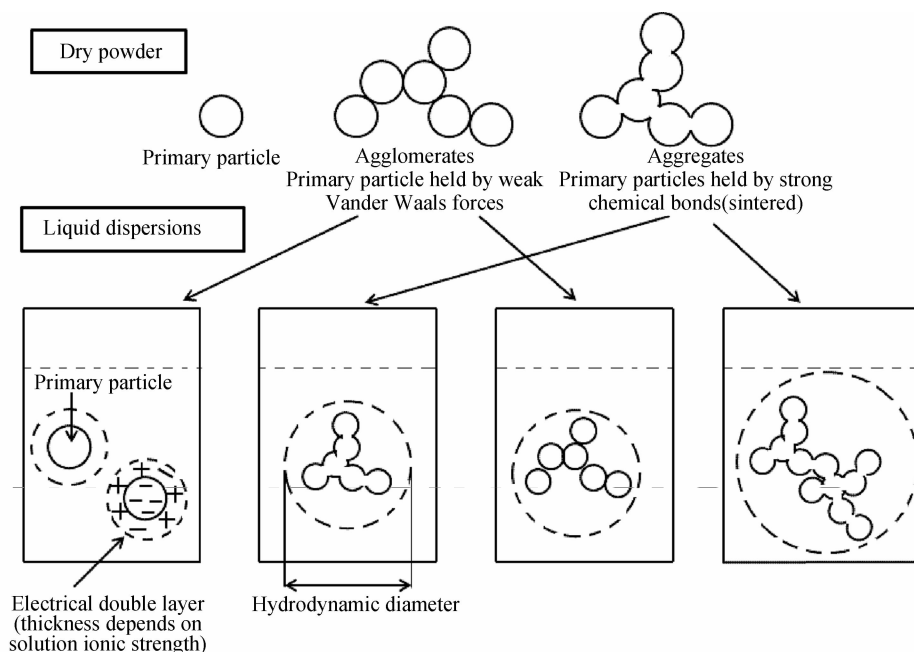 Dry powder
Primary particle
Agglomerates
Primary particle held by weak
Vander Waals forces
Aggregates
Primary particles held by strong
chemical bonds(sintered)
Liquid dispersions
Primary particle
Electrical double layer
(thickness depends on
solution ionic strength)
Hydrodynamic diameter